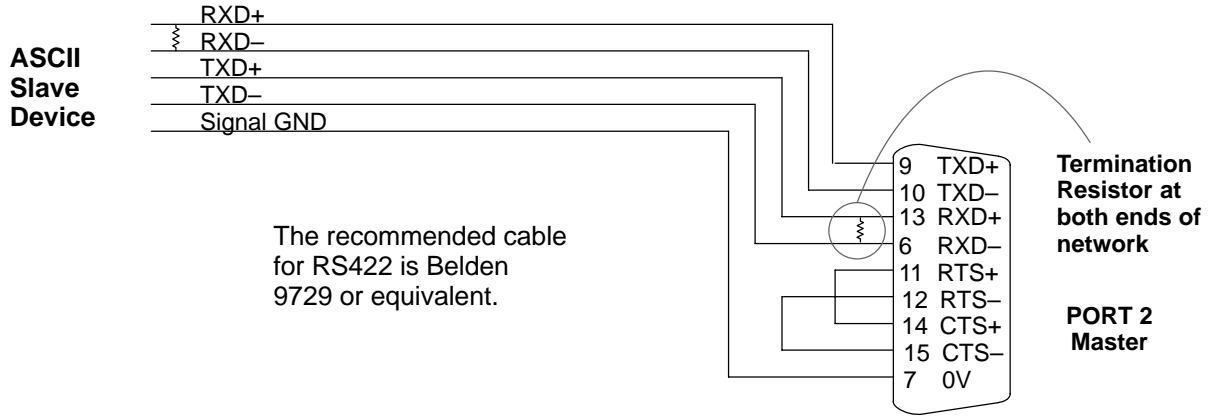 RXD+
RXD–
TXD+
TXD–
Signal GND
ASCII
Slave
Device
The recommended cable
for RS422 is Belden
9729 or equivalent.
9 TXD+
10 TXD–
13 RXD+
6 RXD–
11 RTS+
12 RTS–
14 CTS+
15 CTS–
7 0V
Termination
Resistor at
both ends of
network
PORT 2
Master